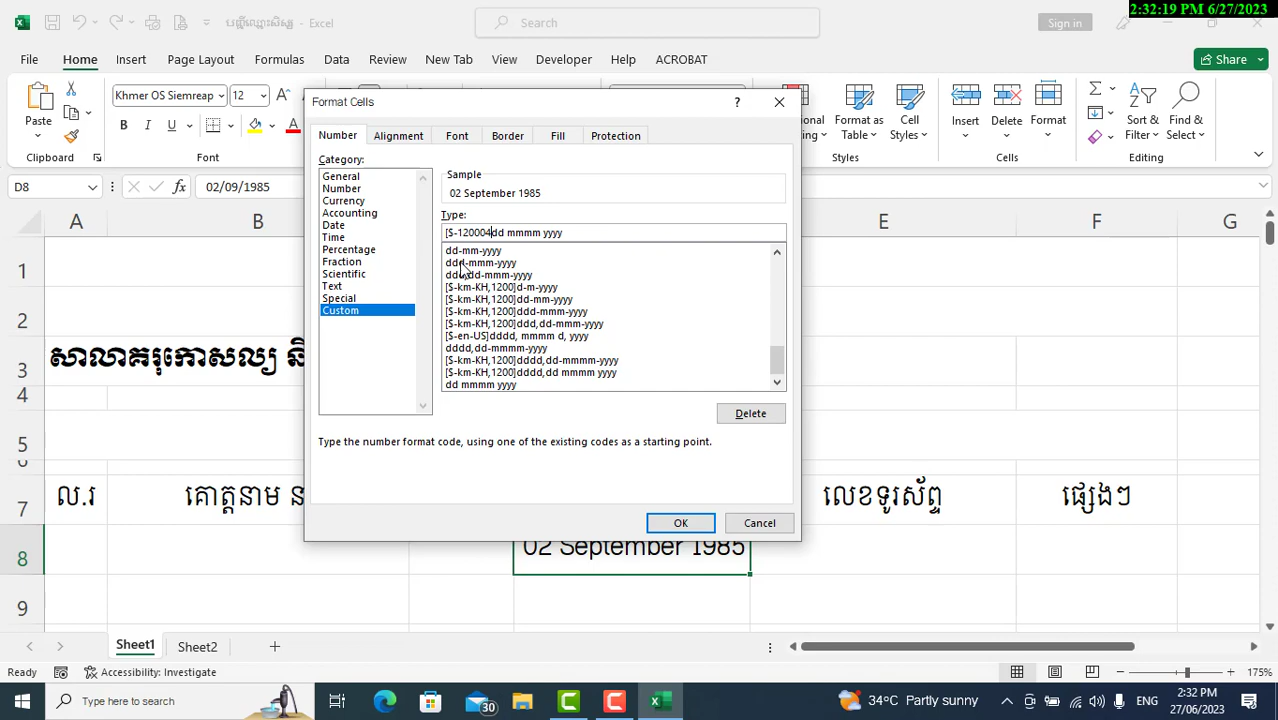 2:32:19 PM 6/27/2023
បញ្ជីឈ្មោះសិស្ស - Excel
Search
Sign in
File Home Insert Page Layout Formulas Data Review New Tab View Developer Help ACROBAT
Share
Paste
Khmer OS Siemreap 12
B I U
Clipboard
Font
Format as Table
Cell Styles
Styles
Insert Delete Format
Cells
Sort & Filter
Find & Select
Editing
D8
02/09/1985
Format Cells
Number Alignment Font Border Fill Protection
Category:
General
Number
Currency
Accounting
Date
Time
Percentage
Fraction
Scientific
Text
Special
Custom
Sample
02 September 1985
Type:
[$-120004dd mmmm yyyy
dd-mm-yyyy
ddd-mmm-yyyy
ddd,dd-mmm-yyyy
[$-km-KH,1200]d-m-yyyy
[$-km-KH,1200]dd-mm-yyyy
[$-km-KH,1200]ddd-mmm-yyyy
[$-km-KH,1200]ddd,dd-mmm-yyyy
[$-en-US]dddd, mmmm d, yyyy
dddd,dd-mmmm-yyyy
[$-km-KH,1200]dddd,dd-mmmm-yyyy
[$-km-KH,1200]dddd,dd mmmm yyyy
dd mmmm yyyy
Delete
Type the number format code, using one of the existing codes as a starting point.
OK Cancel
A B E F G
1
2
3 សាលាគរុកោសល្យ និ
4
5
6
7 ល.រ គោត្តនាម ន លេខទូរស័ព្ទ ផ្សេងៗ
8 02 September 1985
9
Sheet1 Sheet2
Ready Accessibility: Investigate 175%
Type here to search
30
34°C Partly sunny
ENG
2:32 PM
27/06/2023